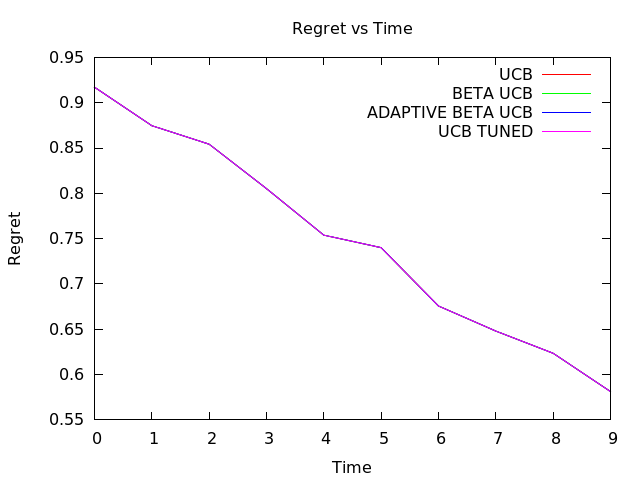 Regret vs Time
0.95
0.9
0.85
0.8
0.75
0.7
0.65
0.6
0.55
Regret
UCB
BETA UCB
ADAPTIVE BETA UCB
UCB TUNED
0 1 2 3 4 5 6 7 8 9
Time